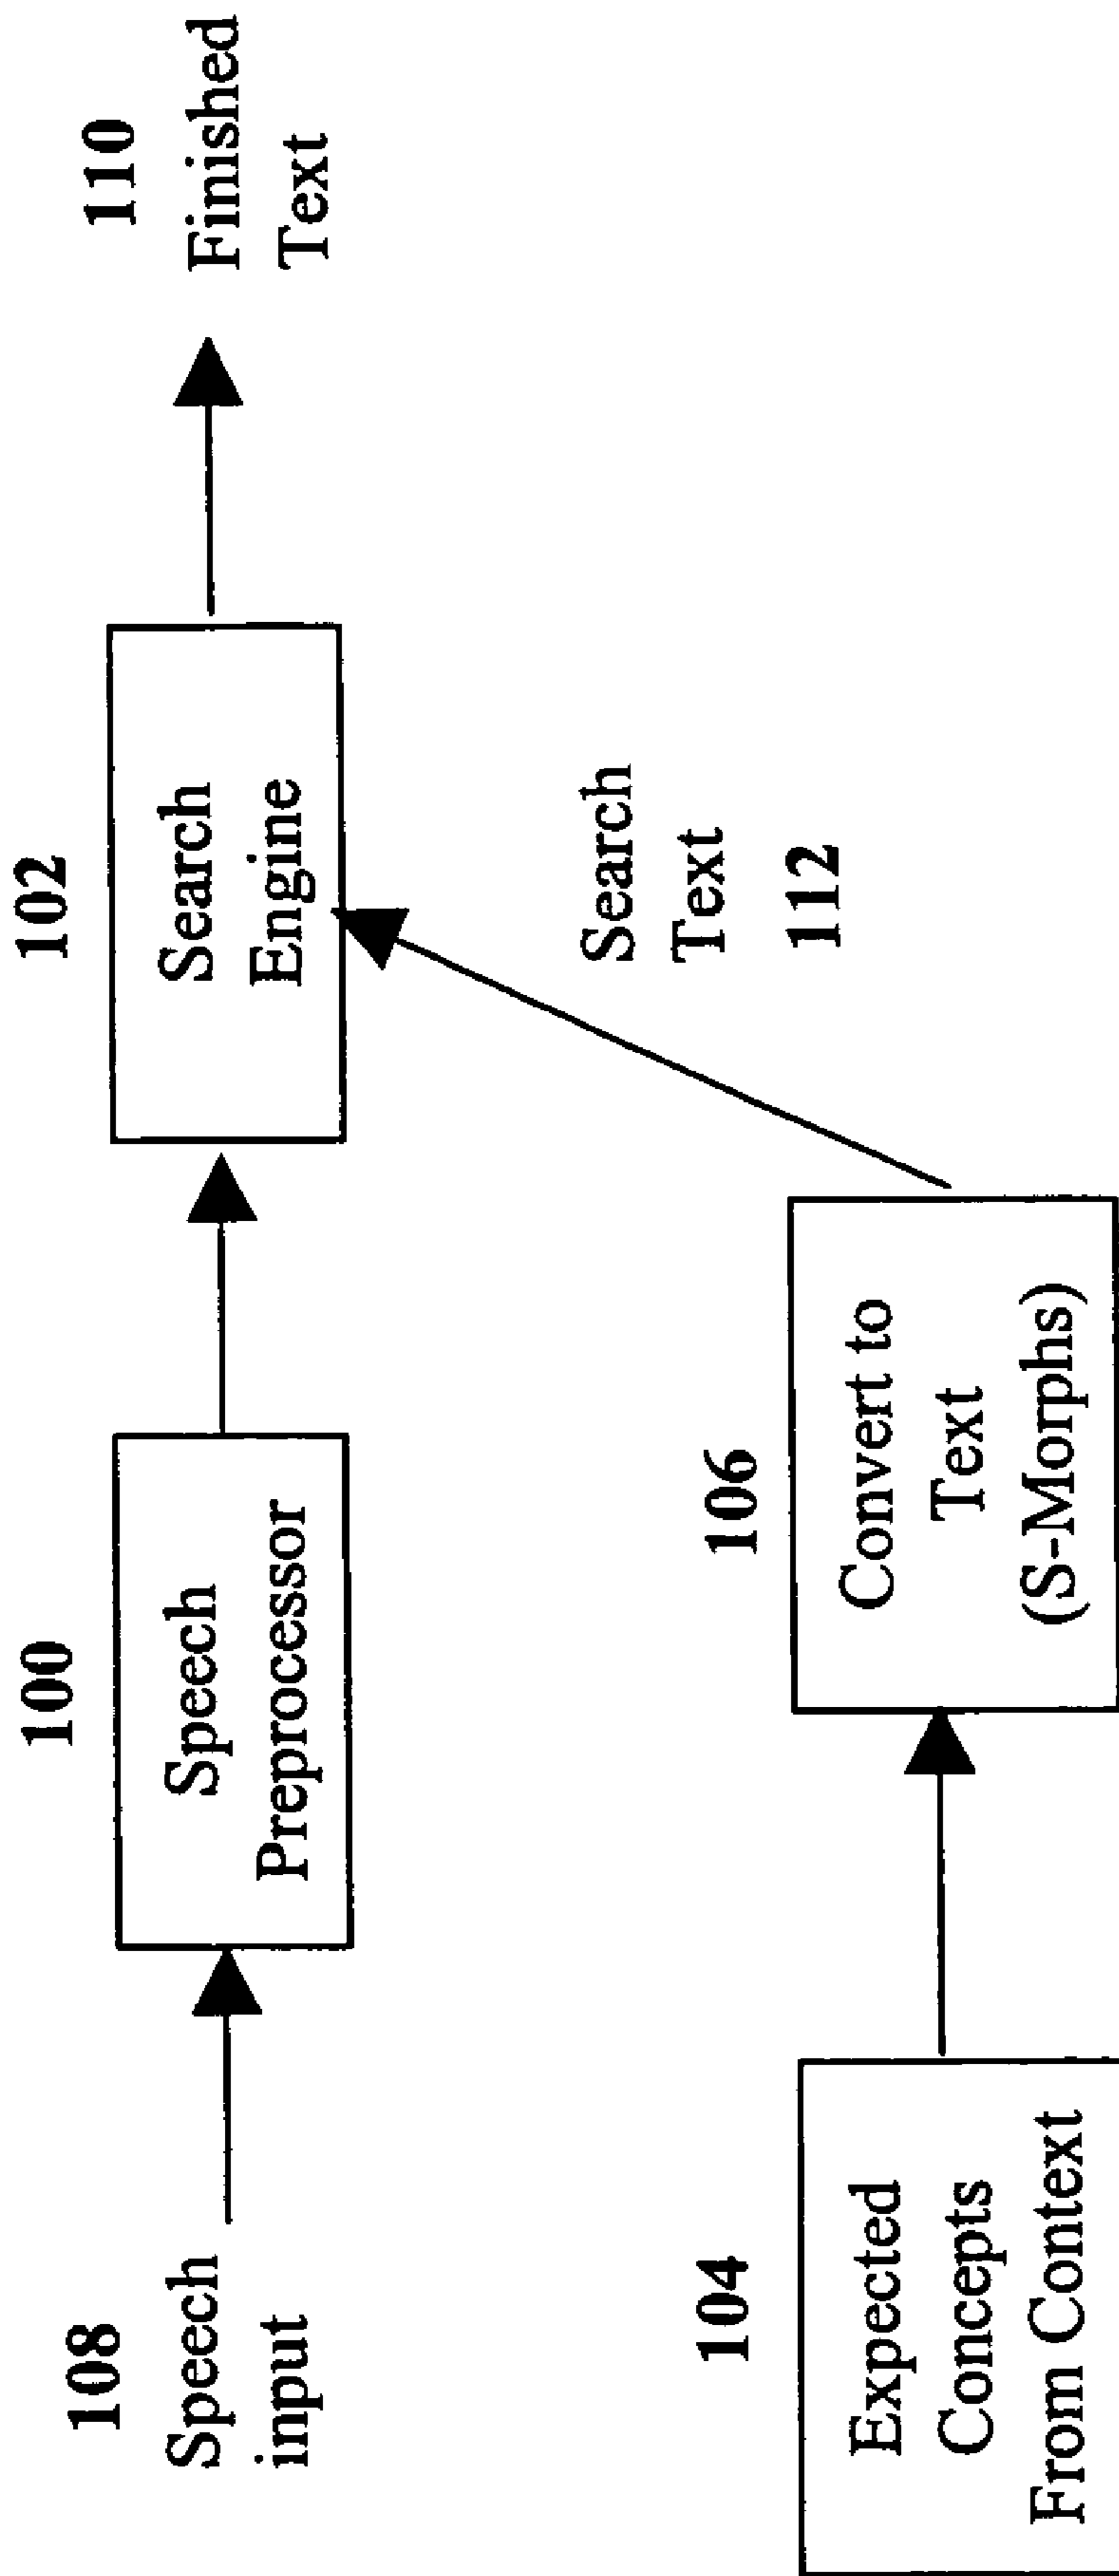 108
Speech
input
100
Speech
Preprocessor
102
Search
Engine
110
Finished
Text
104
Expected
Concepts
From Context
106
Convert to
Text
(S-Morphs)
Search
Text
112